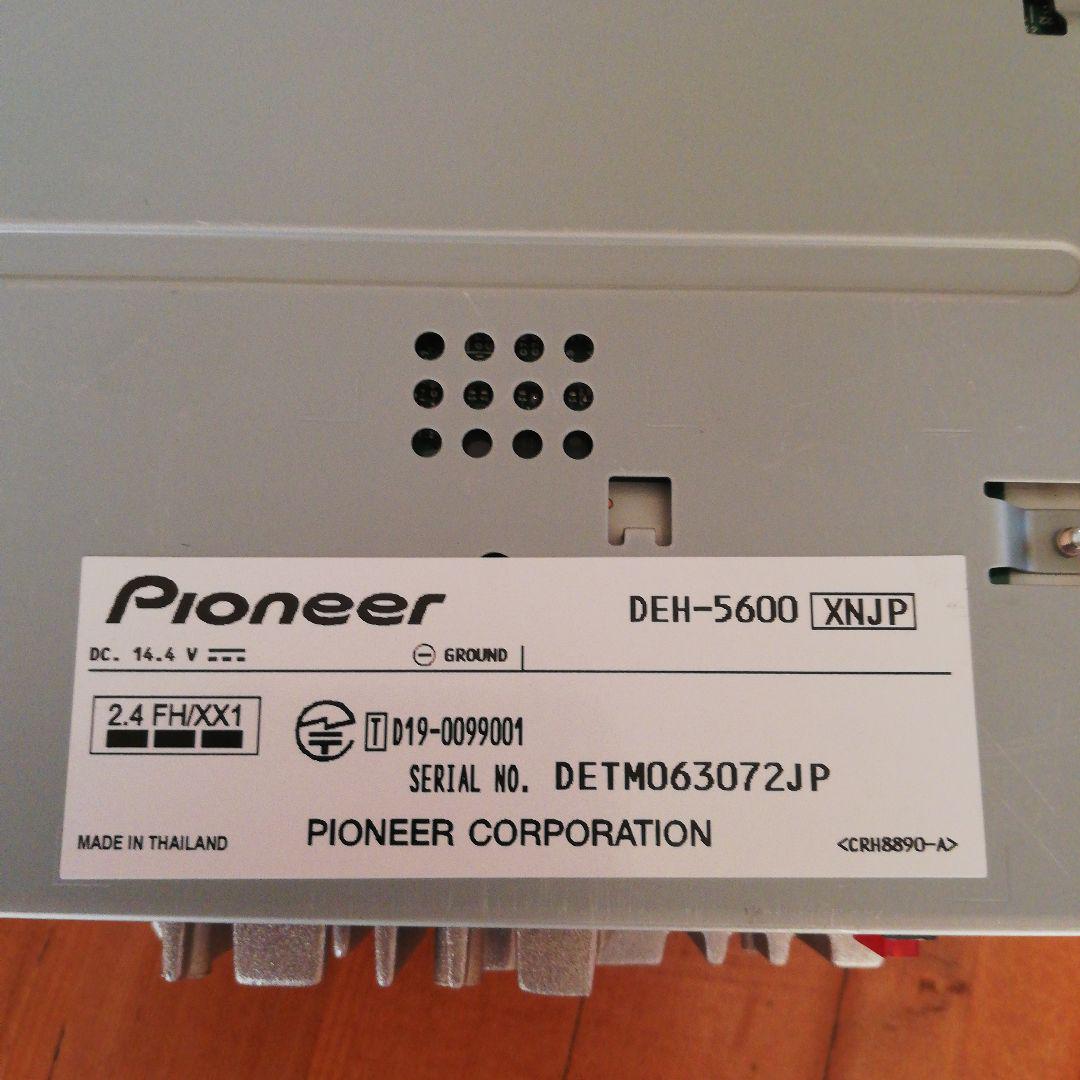 Pioneer
DEH-5600 XNJP
DC. 14.4 V
GROUND
2.4 FH/XX1
T D19-0099001
SERIAL NO. DETM063072JP
MADE IN THAILAND
PIONEER CORPORATION
<CRH8890-A>